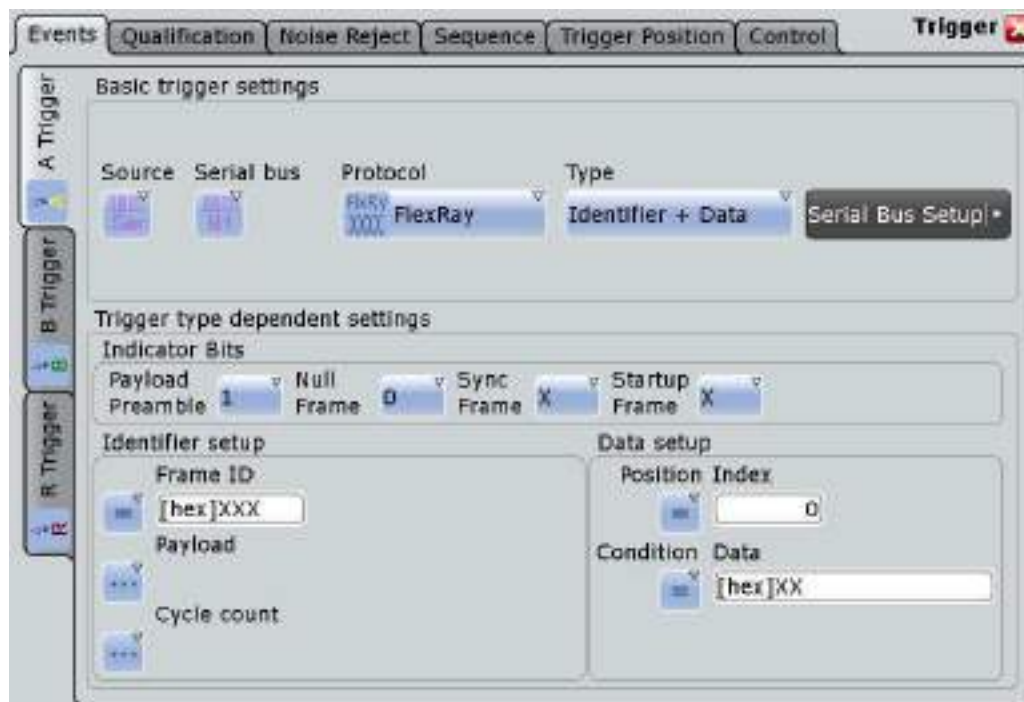 Events Qualification Noise Reject Sequence Trigger Position Control Trigger
A Trigger
B Trigger
R Trigger
Basic trigger settings
Source Serial bus Protocol Type
FlexRay Identifier + Data Serial Bus Setup
Trigger type dependent settings
Indicator Bits
Payload Preamble 1 Null Frame 0 Sync Frame X Startup Frame X
Identifier setup
Frame ID
= [hex]XXX
Payload
...
Cycle count
...
Data setup
Position Index
= 0
Condition Data
= [hex]XX